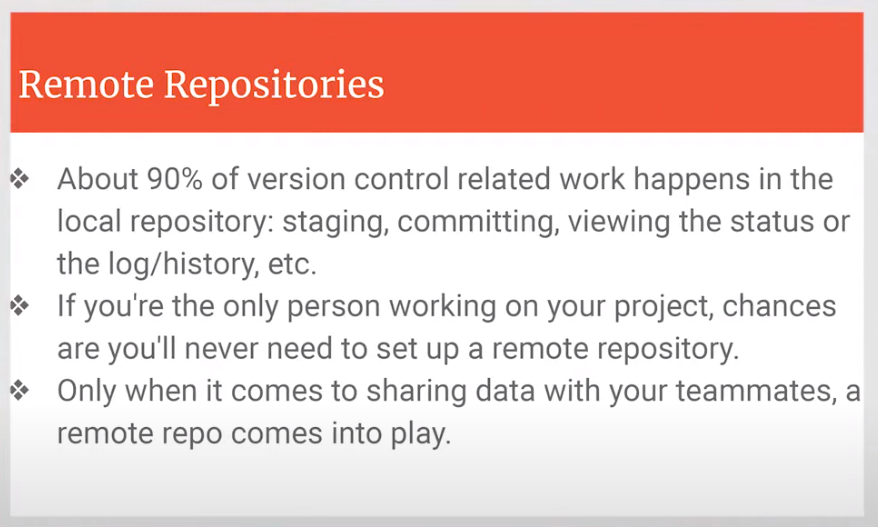 Remote Repositories
❖ About 90% of version control related work happens in the
local repository: staging, committing, viewing the status or
the log/history, etc.
❖ If you're the only person working on your project, chances
are you'll never need to set up a remote repository.
❖ Only when it comes to sharing data with your teammates, a
remote repo comes into play.